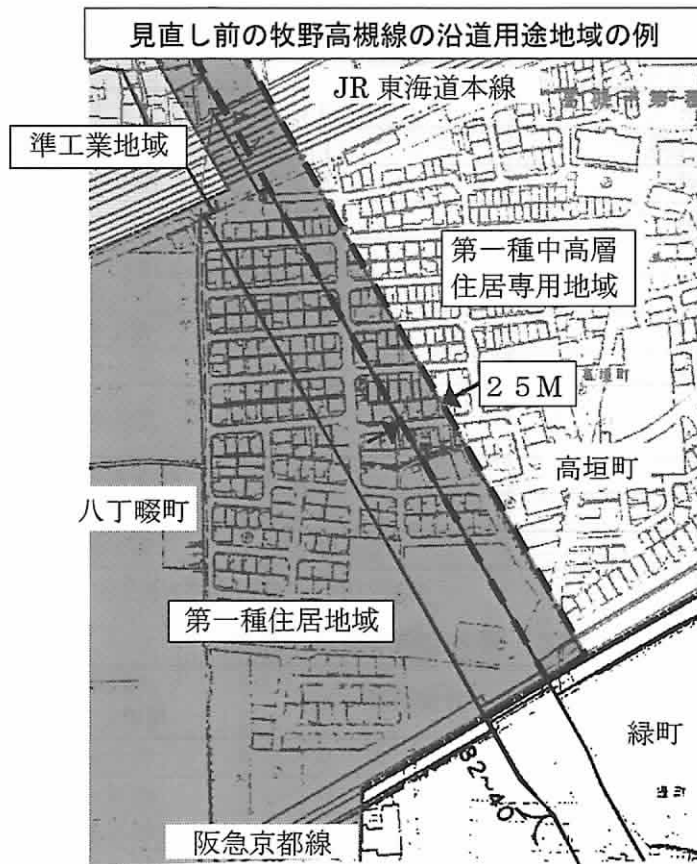 見直し前の牧野高槻線の沿道用途地域の例
JR 東海道本線
準工業地域
第一種中高層
住居専用地域
25M
高垣町
八丁畷町
第一種住居地域
緑町
32~40
阪急京都線